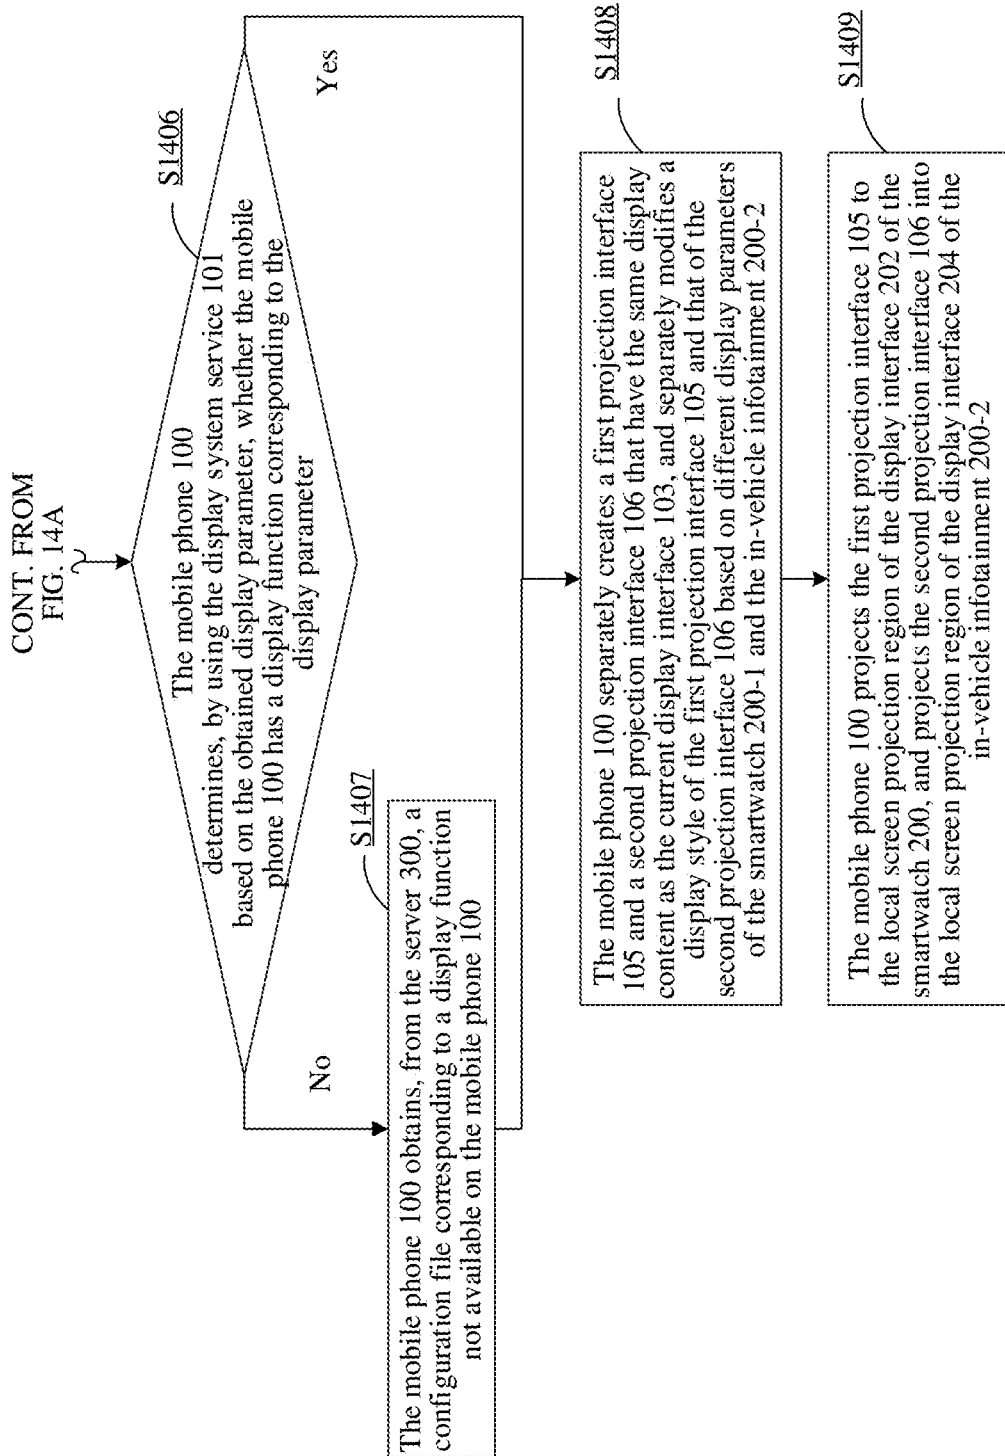 CONT. FROM
FIG. 14A
The mobile phone 100
determines, by using the display system service 101
based on the obtained display parameter, whether the mobile
phone 100 has a display function corresponding to the
display parameter
S1406
Yes
No
S1407
The mobile phone 100 obtains, from the server 300, a
configuration file corresponding to a display function
not available on the mobile phone 100
S1408
The mobile phone 100 separately creates a first projection interface
105 and a second projection interface 106 that have the same display
content as the current display interface 103, and separately modifies a
display style of the first projection interface 105 and that of the
second projection interface 106 based on different display parameters
of the smartwatch 200-1 and the in-vehicle infotainment 200-2
S1409
The mobile phone 100 projects the first projection interface 105 to
the local screen projection region of the display interface 202 of the
smartwatch 200, and projects the second projection interface 106 into
the local screen projection region of the display interface 204 of the
in-vehicle infotainment 200-2